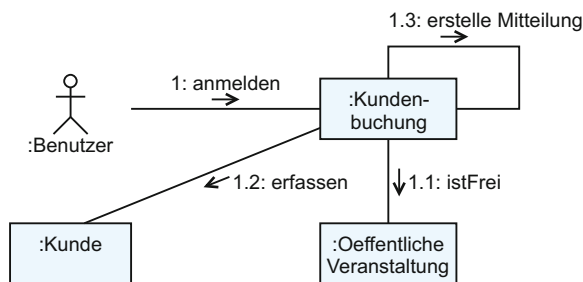 1.3: erstelle Mitteilung
1: anmelden
:Kunden-
buchung
:Benutzer
1.2: erfassen
1.1: istFrei
:Kunde
:Oeffentliche
Veranstaltung